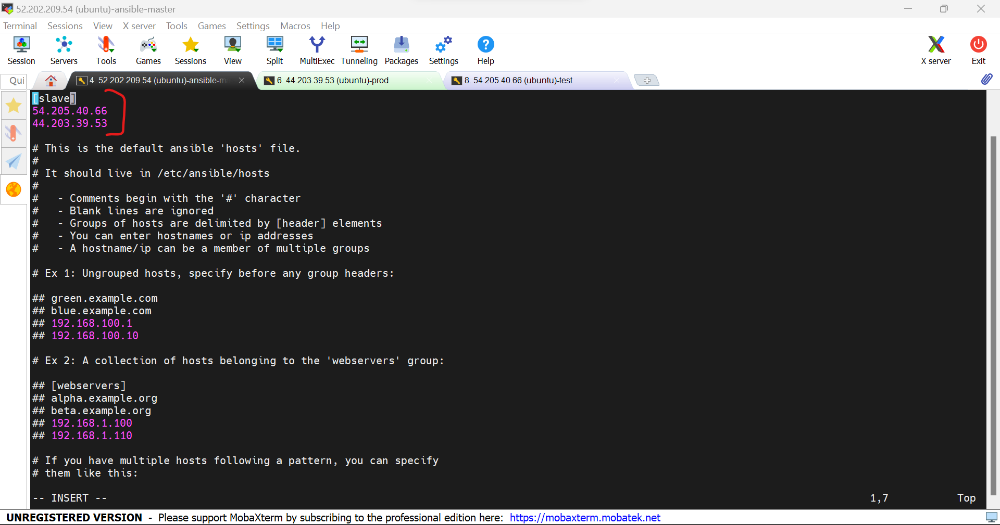 52.202.209.54 (ubuntu)-ansible-master
Terminal Sessions View X server Tools Games Settings Macros Help
Session Servers Tools Games Sessions View Split MultiExec Tunneling Packages Settings Help X server Exit
Qui 4. 52.202.209.54 (ubuntu)-ansible-m 6. 44.203.39.53 (ubuntu)-prod 8. 54.205.40.66 (ubuntu)-test
[slave]
54.205.40.66
44.203.39.53
# This is the default ansible 'hosts' file.
#
# It should live in /etc/ansible/hosts
#
#   - Comments begin with the '#' character
#   - Blank lines are ignored
#   - Groups of hosts are delimited by [header] elements
#   - You can enter hostnames or ip addresses
#   - A hostname/ip can be a member of multiple groups
# Ex 1: Ungrouped hosts, specify before any group headers:
## green.example.com
## blue.example.com
## 192.168.100.1
## 192.168.100.10
# Ex 2: A collection of hosts belonging to the 'webservers' group:
## [webservers]
## alpha.example.org
## beta.example.org
## 192.168.1.100
## 192.168.1.110
# If you have multiple hosts following a pattern, you can specify
# them like this:
-- INSERT -- 1,7 Top
UNREGISTERED VERSION - Please support MobaXterm by subscribing to the professional edition here: https://mobaxterm.mobatek.net